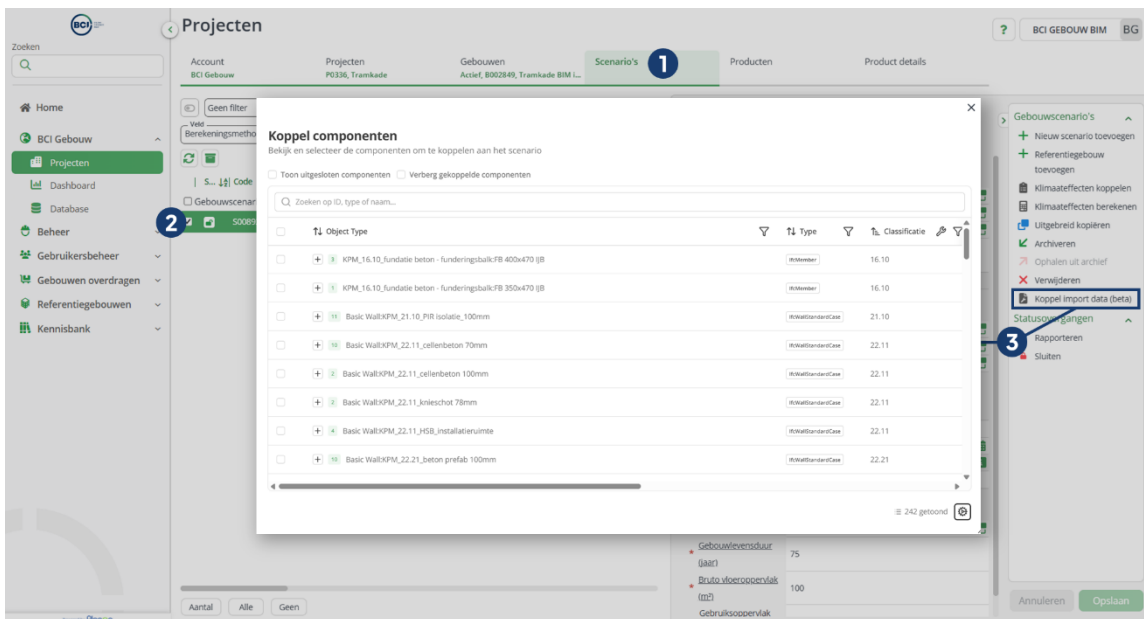 BCI
Projecten
?
BCI GEBOUW BIM
BG
Zoeken
Account
BCI Gebouw
Projecten
P0336, Tramkade
Gebouwen
Actief, B002849, Tramkade BIM i...
Scenario's
1
Producten
Product details
Home
BCI Gebouw
Projecten
Dashboard
Database
Beheer
Gebruikersbeheer
Gebouwen overdragen
Referentiegebouwen
Kennisbank
Geen filter
Veld
Berekeningsmetho
S...
Code
Gebouwscenar
2
S0089
Koppel componenten
Bekijk en selecteer de componenten om te koppelen aan het scenario
Toon uitgesloten componenten
Verberg gekoppelde componenten
Zoeken op ID, type of naam...
Object Type
Type
Classificatie
3 KPM_16.10_fundatie beton - funderingsbalk:FB 400x470 IJB IfcMember 16.10
1 KPM_16.10_fundatie beton - funderingsbalk:FB 350x470 IJB IfcMember 16.10
11 Basic Wall:KPM_21.10_PIR isolatie_100mm IfcWallStandardCase 21.10
10 Basic Wall:KPM_22.11_cellenbeton 70mm IfcWallStandardCase 22.11
2 Basic Wall:KPM_22.11_cellenbeton 100mm IfcWallStandardCase 22.11
2 Basic Wall:KPM_22.11_knieschot 78mm IfcWallStandardCase 22.11
4 Basic Wall:KPM_22.11_HSB_installatieruimte IfcWallStandardCase 22.11
10 Basic Wall:KPM_22.21_beton prefab 100mm IfcWallStandardCase 22.21
242 getoond
Gebouwscenario's
Nieuw scenario toevoegen
Referentiegebouw
toevoegen
Klimaateffecten koppelen
Klimaateffecten berekenen
Uitgebreid kopiëren
Archiveren
Ophalen uit archief
Verwijderen
Koppel import data (beta)
Statusovergangen
3
Rapporteren
Sluiten
* Gebouwlevensduur
(jaar)
75
* Bruto vloeroppervlak
(m²)
100
Gebruiksoppervlak
Aantal
Alle
Geen
Annuleren
Opslaan